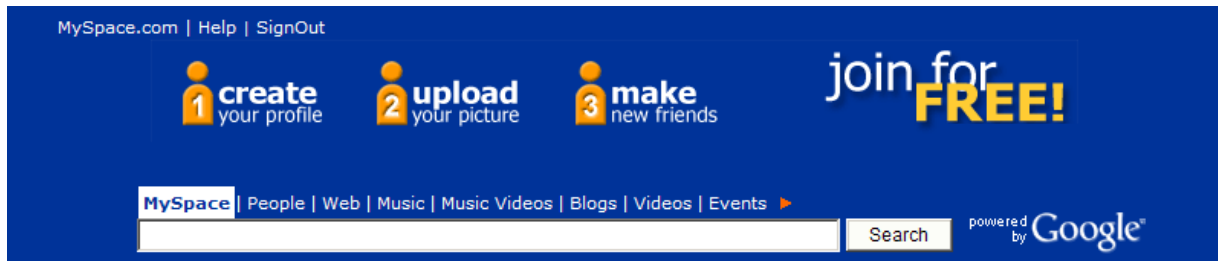 MySpace.com | Help | SignOut
1 create your profile
2 upload your picture
3 make new friends
join for FREE!
MySpace | People | Web | Music | Music Videos | Blogs | Videos | Events
Search
powered by Google